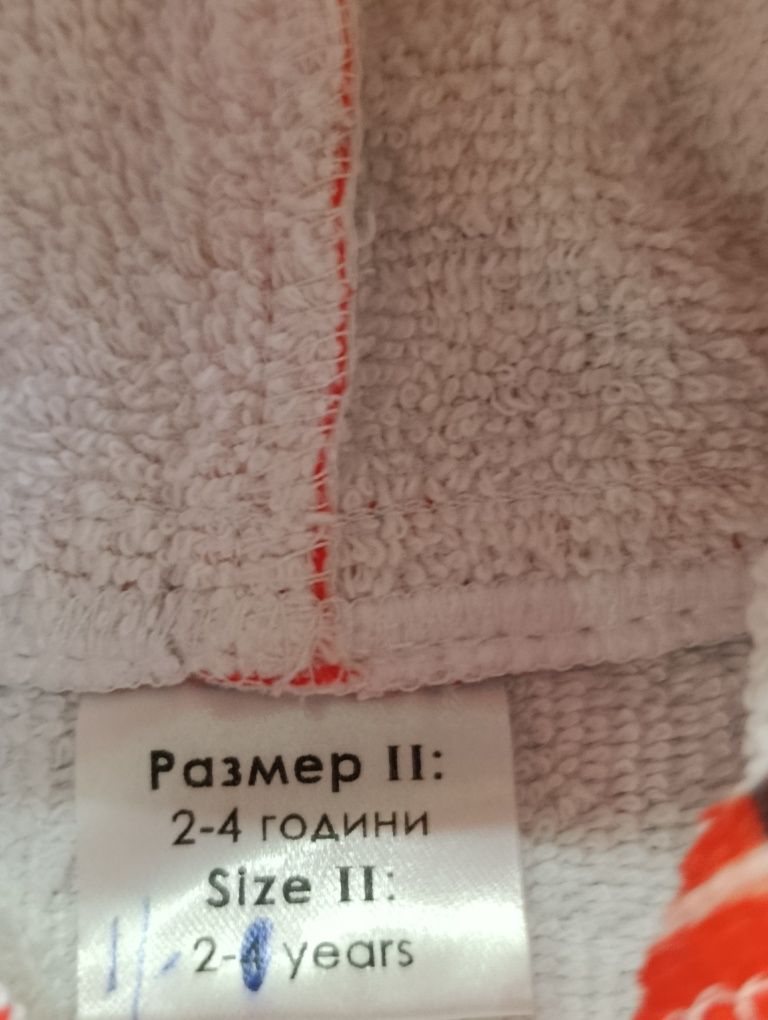 Размер II:
2-4 години
Size II:
2-4 years